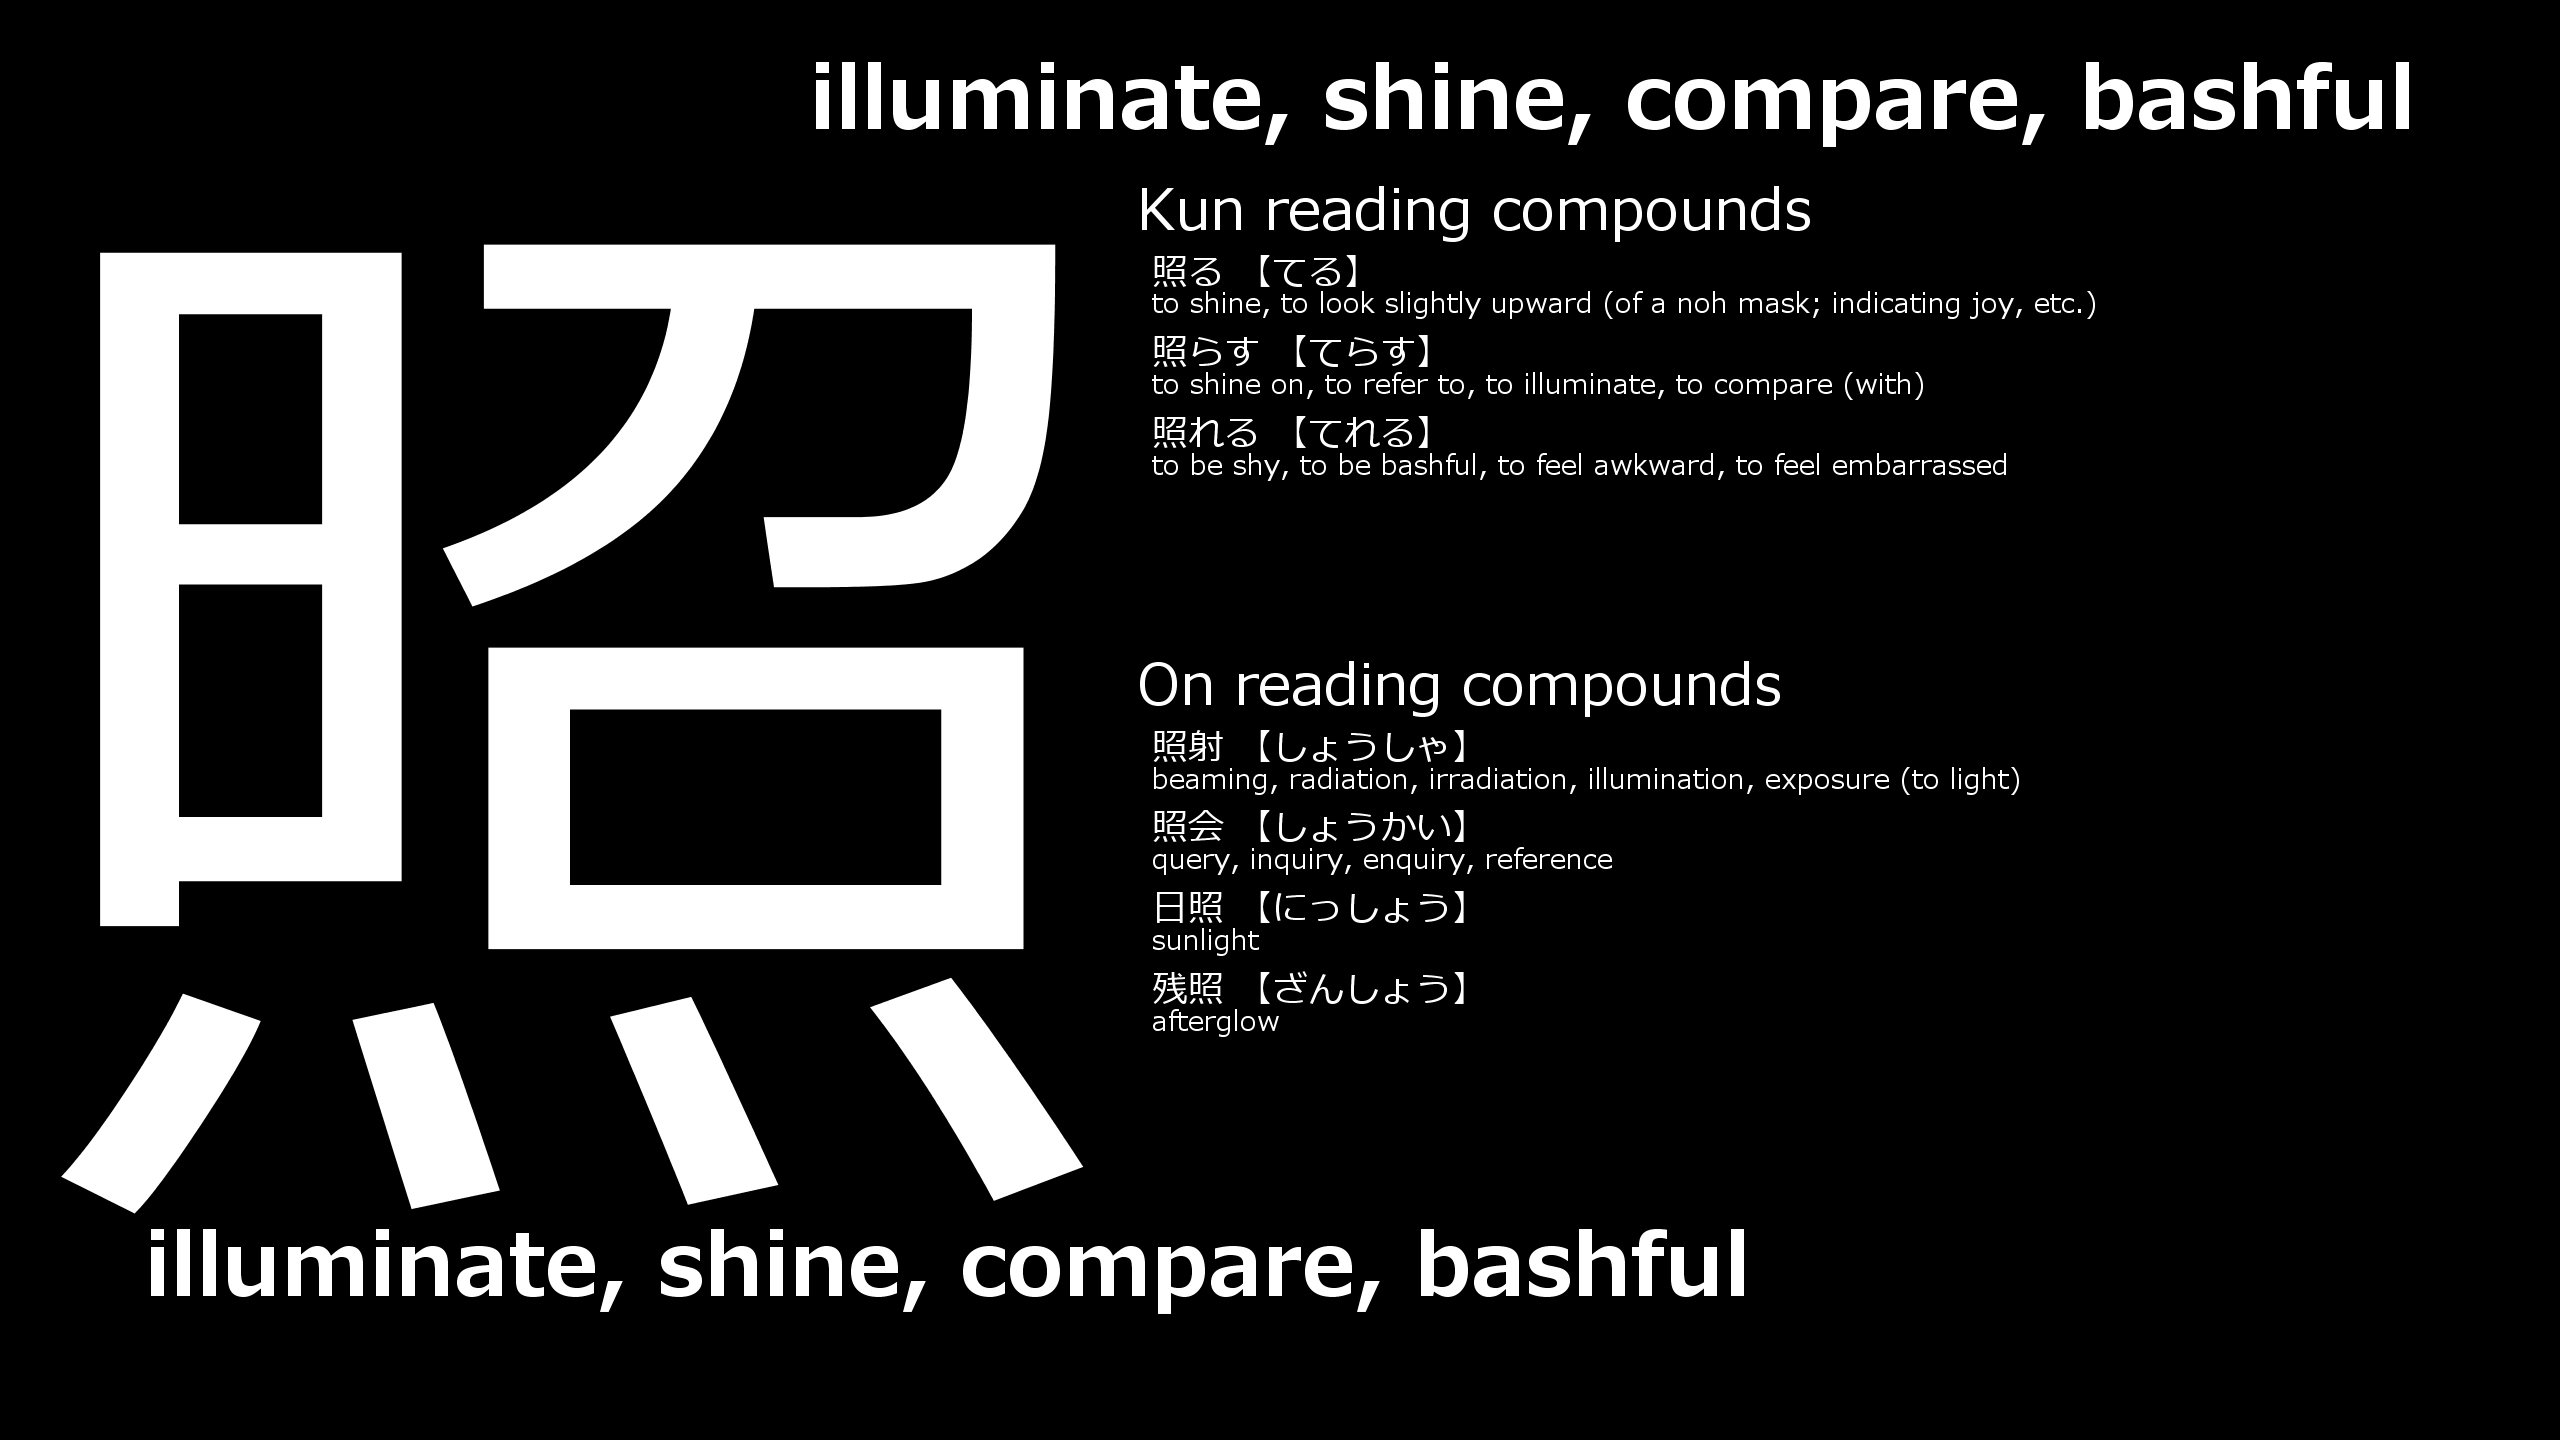 illuminate, shine, compare, bashful
照
Kun reading compounds
照る 【てる】
to shine, to look slightly upward (of a noh mask; indicating joy, etc.)
照らす 【てらす】
to shine on, to refer to, to illuminate, to compare (with)
照れる 【てれる】
to be shy, to be bashful, to feel awkward, to feel embarrassed
On reading compounds
照射 【しょうしゃ】
beaming, radiation, irradiation, illumination, exposure (to light)
照会 【しょうかい】
query, inquiry, enquiry, reference
日照 【にっしょう】
sunlight
残照 【ざんしょう】
afterglow
illuminate, shine, compare, bashful